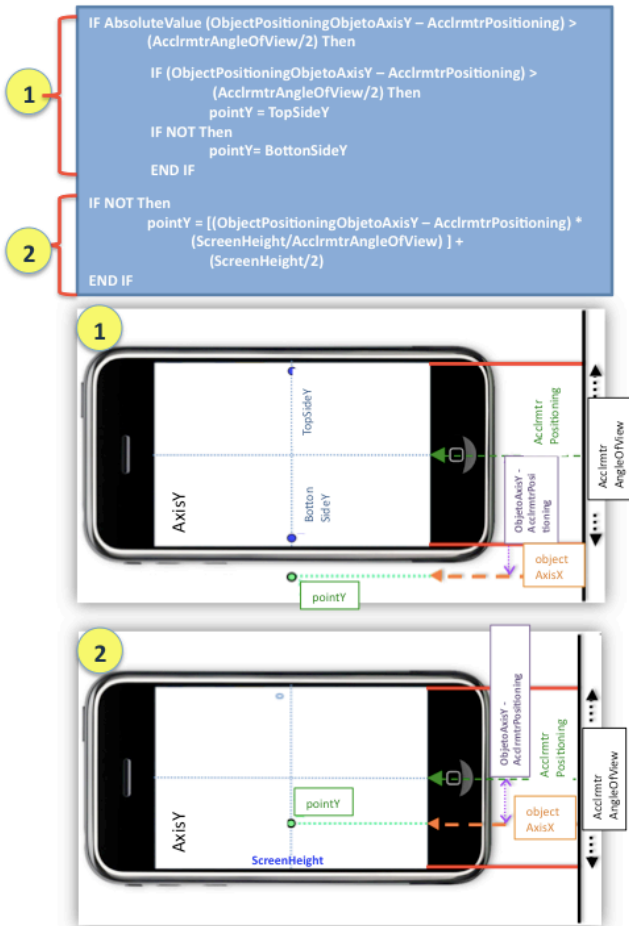 IF AbsoluteValue (ObjectPositioningObjetoAxisY – AcclrmtrPositioning) >
(AcclrmtrAngleOfView/2) Then
IF (ObjectPositioningObjetoAxisY – AcclrmtrPositioning) >
(AcclrmtrAngleOfView/2) Then
pointY = TopSideY
IF NOT Then
pointY= BottonSideY
END IF
1
IF NOT Then
pointY = [(ObjectPositioningObjetoAxisY – AcclrmtrPositioning) *
(ScreenHeight/AcclrmtrAngleOfView) ] +
(ScreenHeight/2)
END IF
2
1
AxisY
TopSideY
Botton
SideY
pointY
Acclrmtr
Positioning
ObjetoAxisY -
AcclrmtrPosi
tioning
object
AxisX
Acclrmtr
AngleOfView
2
AxisY
0
pointY
ScreenHeight
ObjetoAxisY -
AcclrmtrPositioning
Acclrmtr
Positioning
object
AxisX
Acclrmtr
AngleOfView